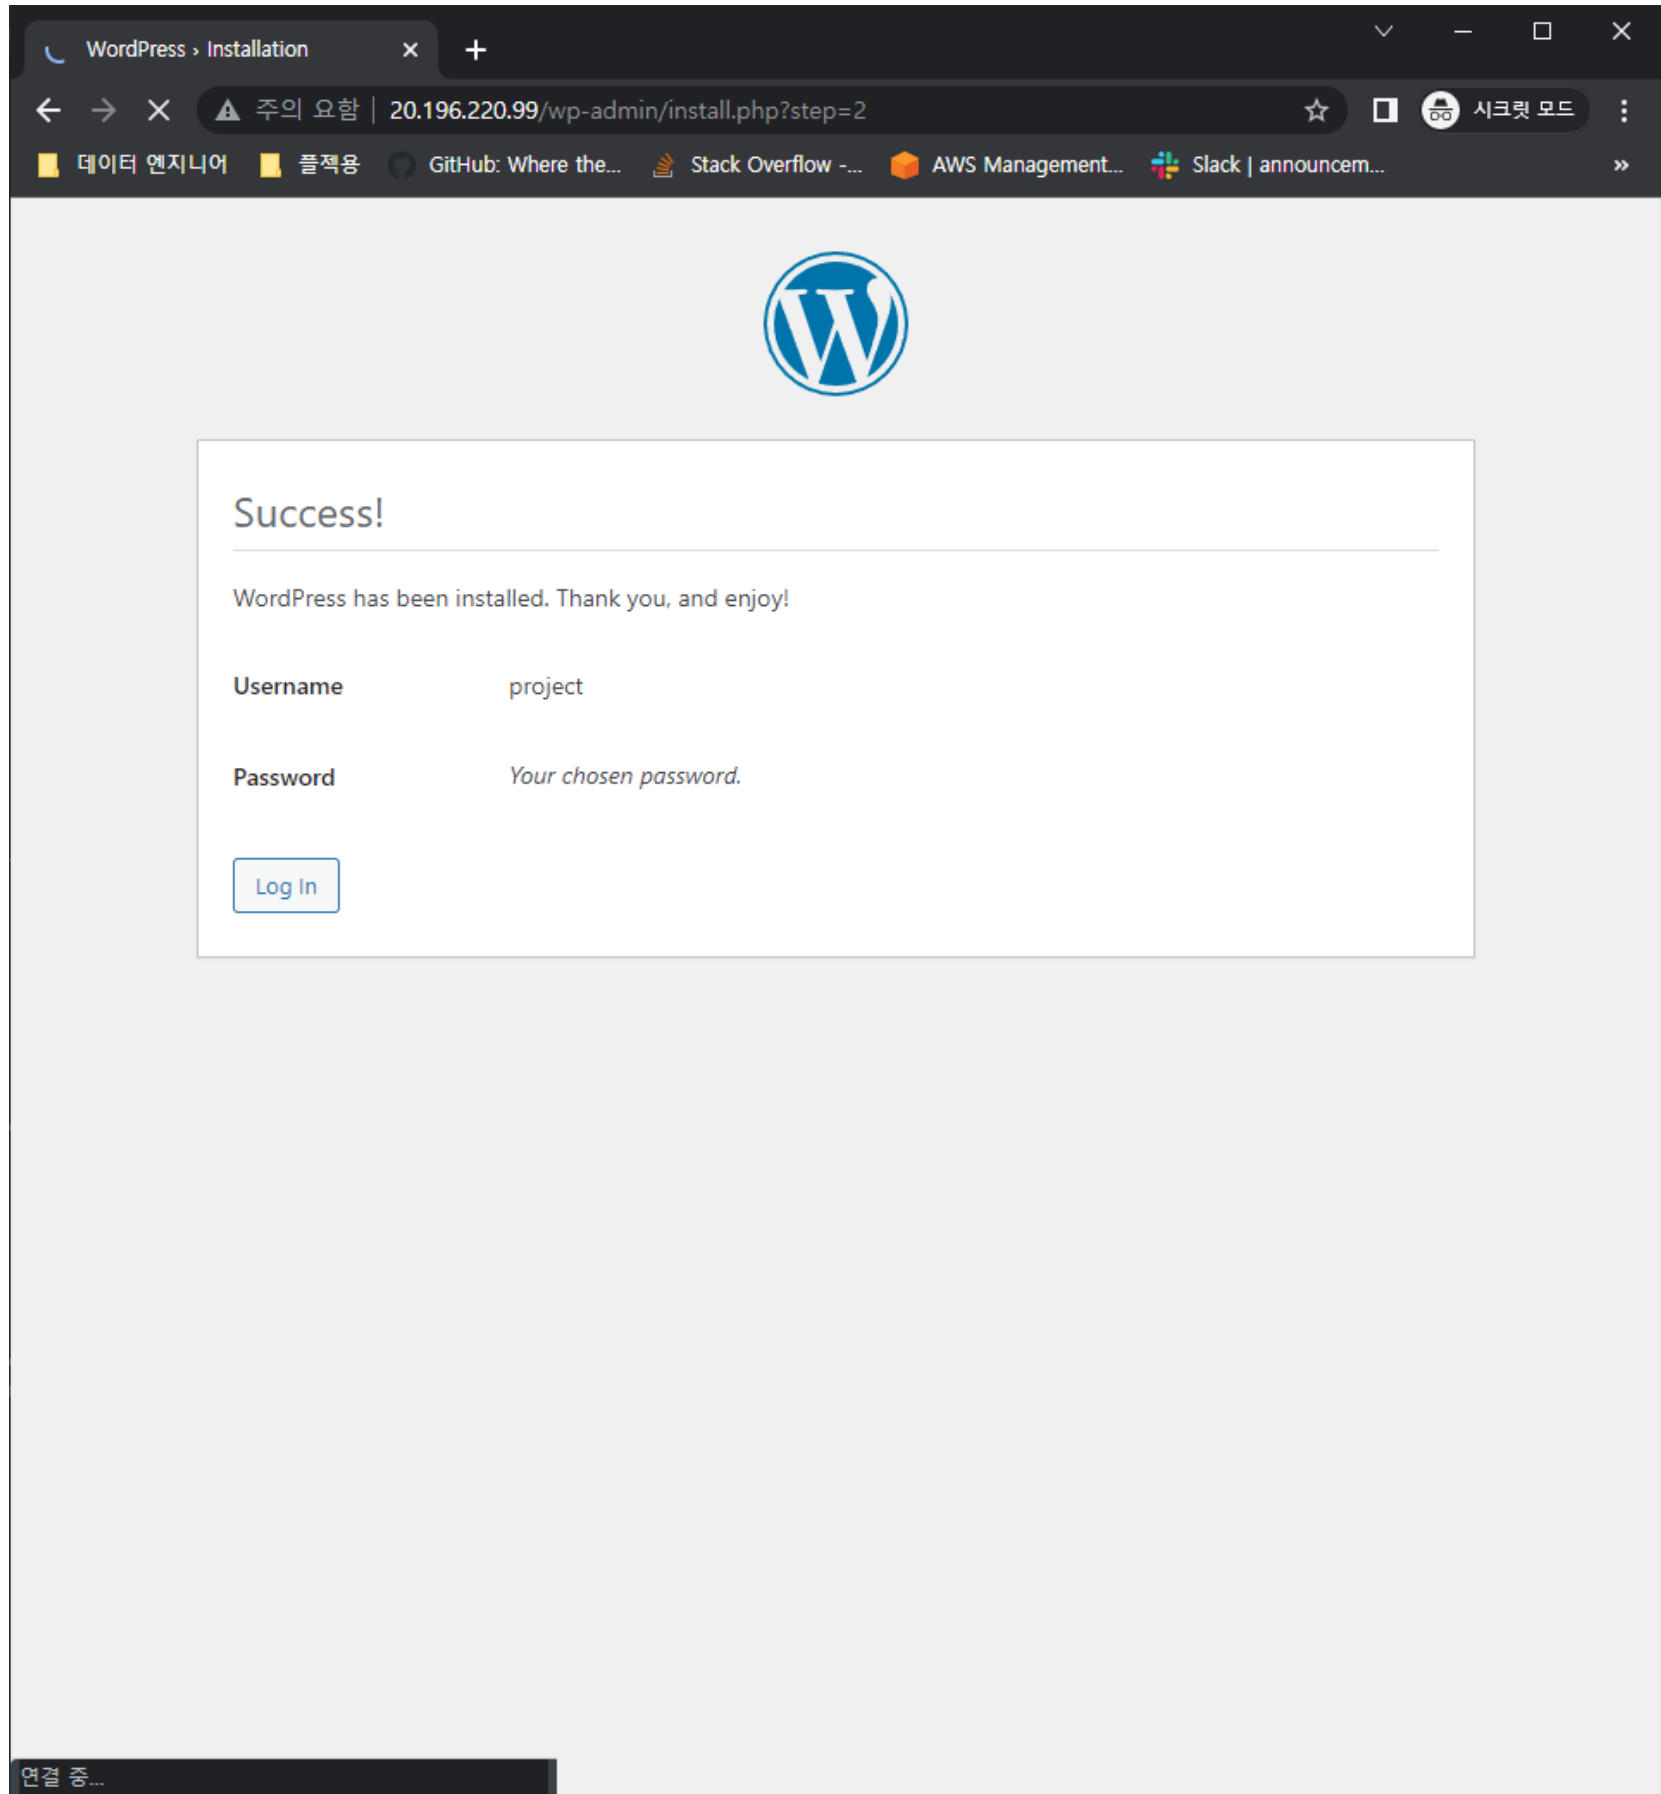 WordPress › Installation
주의 요함 | 20.196.220.99/wp-admin/install.php?step=2
시크릿 모드
데이터 엔지니어 플젝용 GitHub: Where the... Stack Overflow -... AWS Management... Slack | announcem... »
Success!
WordPress has been installed. Thank you, and enjoy!
Username project
Password Your chosen password.
Log In
연결 중...